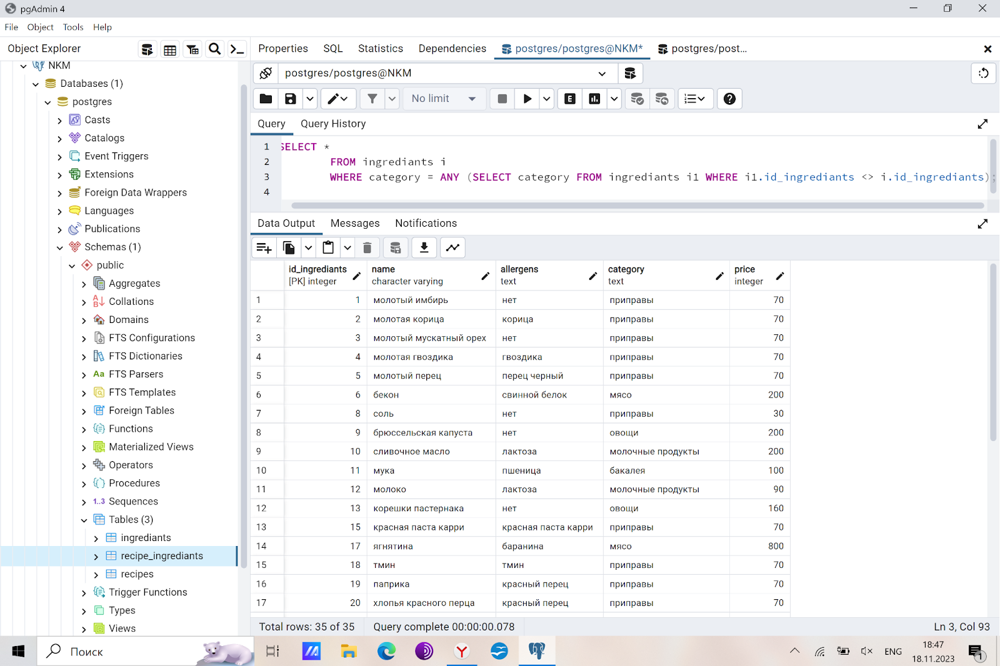 pgAdmin 4
File Object Tools Help
Object Explorer
Properties SQL Statistics Dependencies postgres/postgres@NKM* postgres/post...
NKM
Databases (1)
postgres
Casts
Catalogs
Event Triggers
Extensions
Foreign Data Wrappers
Languages
Publications
Schemas (1)
public
Aggregates
Collations
Domains
FTS Configurations
FTS Dictionaries
Aa FTS Parsers
FTS Templates
Foreign Tables
Functions
Materialized Views
Operators
Procedures
1..3 Sequences
Tables (3)
ingrediants
recipe_ingrediants
recipes
Trigger Functions
Types
Views
postgres/postgres@NKM
No limit
Query Query History
1 SELECT *
2 FROM ingrediants i
3 WHERE category = ANY (SELECT category FROM ingrediants i1 WHERE i1.id_ingrediants <> i.id_ingrediants);
4
Data Output Messages Notifications
id_ingrediants name allergens category price
[PK] integer character varying text text integer
1 1 молотый имбирь нет приправы 70
2 2 молотая корица корица приправы 70
3 3 молотый мускатный орех нет приправы 70
4 4 молотая гвоздика гвоздика приправы 70
5 5 молотый перец перец черный приправы 70
6 6 бекон свинной белок мясо 200
7 8 соль нет приправы 30
8 9 брюссельская капуста нет овощи 200
9 10 сливочное масло лактоза молочные продукты 200
10 11 мука пшеница бакалея 100
11 12 молоко лактоза молочные продукты 90
12 13 корешки пастернака нет овощи 160
13 15 красная паста карри красная паста карри приправы 70
14 17 ягнятина баранина мясо 800
15 18 тмин тмин приправы 70
16 19 паприка красный перец приправы 70
17 20 хлопья красного перца красный перец приправы 70
Total rows: 35 of 35 Query complete 00:00:00.078 Ln 3, Col 93
Поиск
ENG
18:47
18.11.2023
1